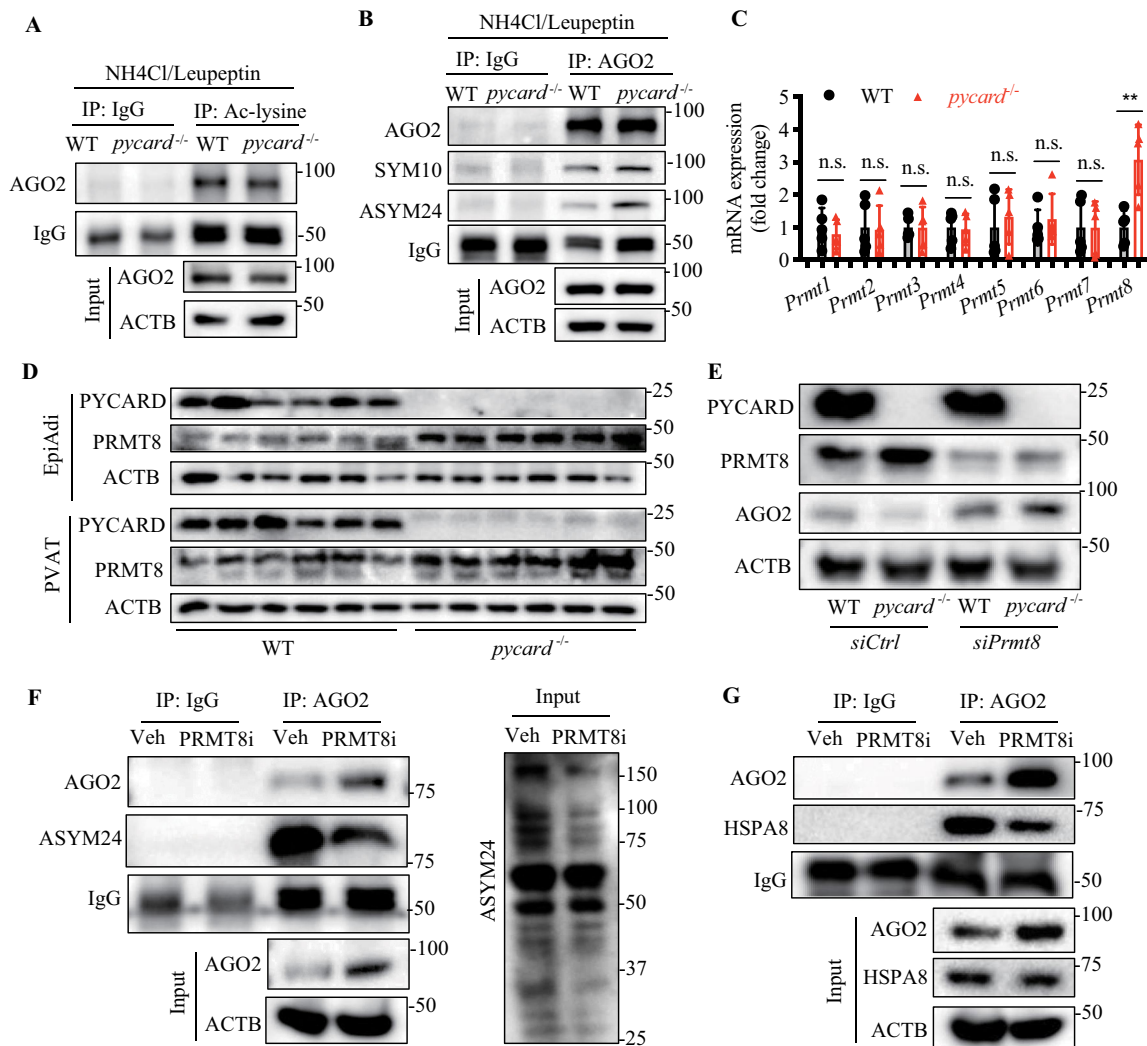 A
NH4Cl/Leupeptin
IP: IgG IP: Ac-lysine
WT pycard-/- WT pycard-/-
AGO2 -100
IgG -50
Input
AGO2 -100
ACTB -50
B
NH4Cl/Leupeptin
IP: IgG IP: AGO2
WT pycard-/- WT pycard-/-
AGO2 -100
SYM10 -100
ASYM24 -100
IgG -50
Input
AGO2 -100
ACTB -50
C
WT pycard-/-
mRNA expression
(fold change)
5
4
3
2
1
0
n.s. n.s. n.s. n.s. n.s. n.s. n.s. **
Prmt1 Prmt2 Prmt3 Prmt4 Prmt5 Prmt6 Prmt7 Prmt8
D
EpiAdi
PYCARD -25
PRMT8 -50
ACTB -50
PVAT
PYCARD -25
PRMT8 -50
ACTB -50
WT pycard-/-
E
PYCARD -25
PRMT8 -50
AGO2 -100
ACTB -50
WT pycard-/- WT pycard-/-
siCtrl siPrmt8
F
IP: IgG IP: AGO2
Veh PRMT8i Veh PRMT8i
AGO2 -75
ASYM24 -75
IgG -50
Input
AGO2 -100
ACTB -50
Input
Veh PRMT8i
ASYM24
-150
-100
-75
-50
-37
-25
G
IP: IgG IP: AGO2
Veh PRMT8i Veh PRMT8i
AGO2 -100
HSPA8 -75
IgG -50
Input
AGO2 -100
HSPA8 -75
ACTB -50